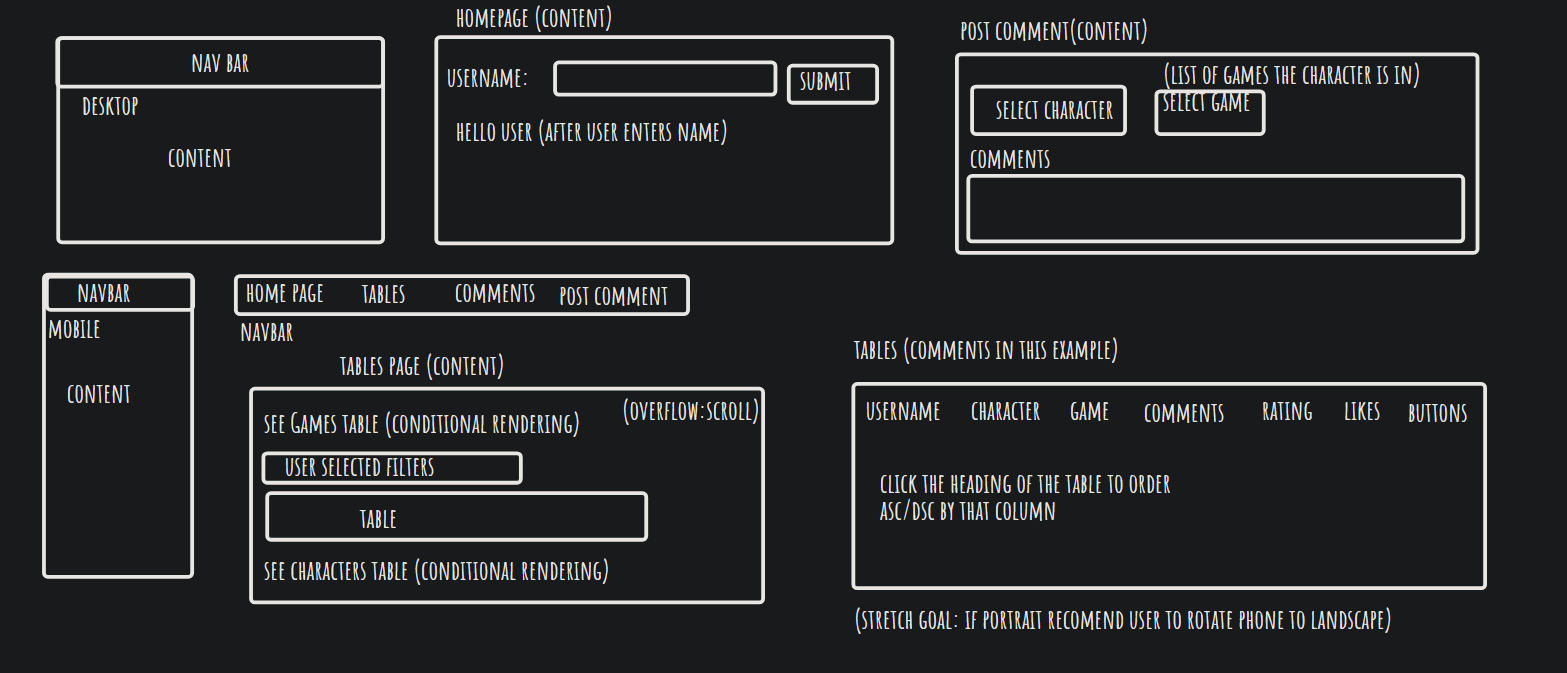 HOMEPAGE (CONTENT)
POST COMMENT(CONTENT)
NAV BAR
DESKTOP
CONTENT
USERNAME:
SUBMIT
HELLO USER (AFTER USER ENTERS NAME)
(LIST OF GAMES THE CHARACTER IS IN)
SELECT CHARACTER
SELECT GAME
COMMENTS
NAVBAR
MOBILE
CONTENT
HOME PAGE TABLES COMMENTS POST COMMENT
NAVBAR
TABLES PAGE (CONTENT)
SEE GAMES TABLE (CONDITIONAL RENDERING)
(OVERFLOW:SCROLL)
USER SELECTED FILTERS
TABLE
SEE CHARACTERS TABLE (CONDITIONAL RENDERING)
TABLES (COMMENTS IN THIS EXAMPLE)
USERNAME CHARACTER GAME COMMENTS RATING LIKES BUTTONS
CLICK THE HEADING OF THE TABLE TO ORDER
ASC/DSC BY THAT COLUMN
(STRETCH GOAL: IF PORTRAIT RECOMEND USER TO ROTATE PHONE TO LANDSCAPE)